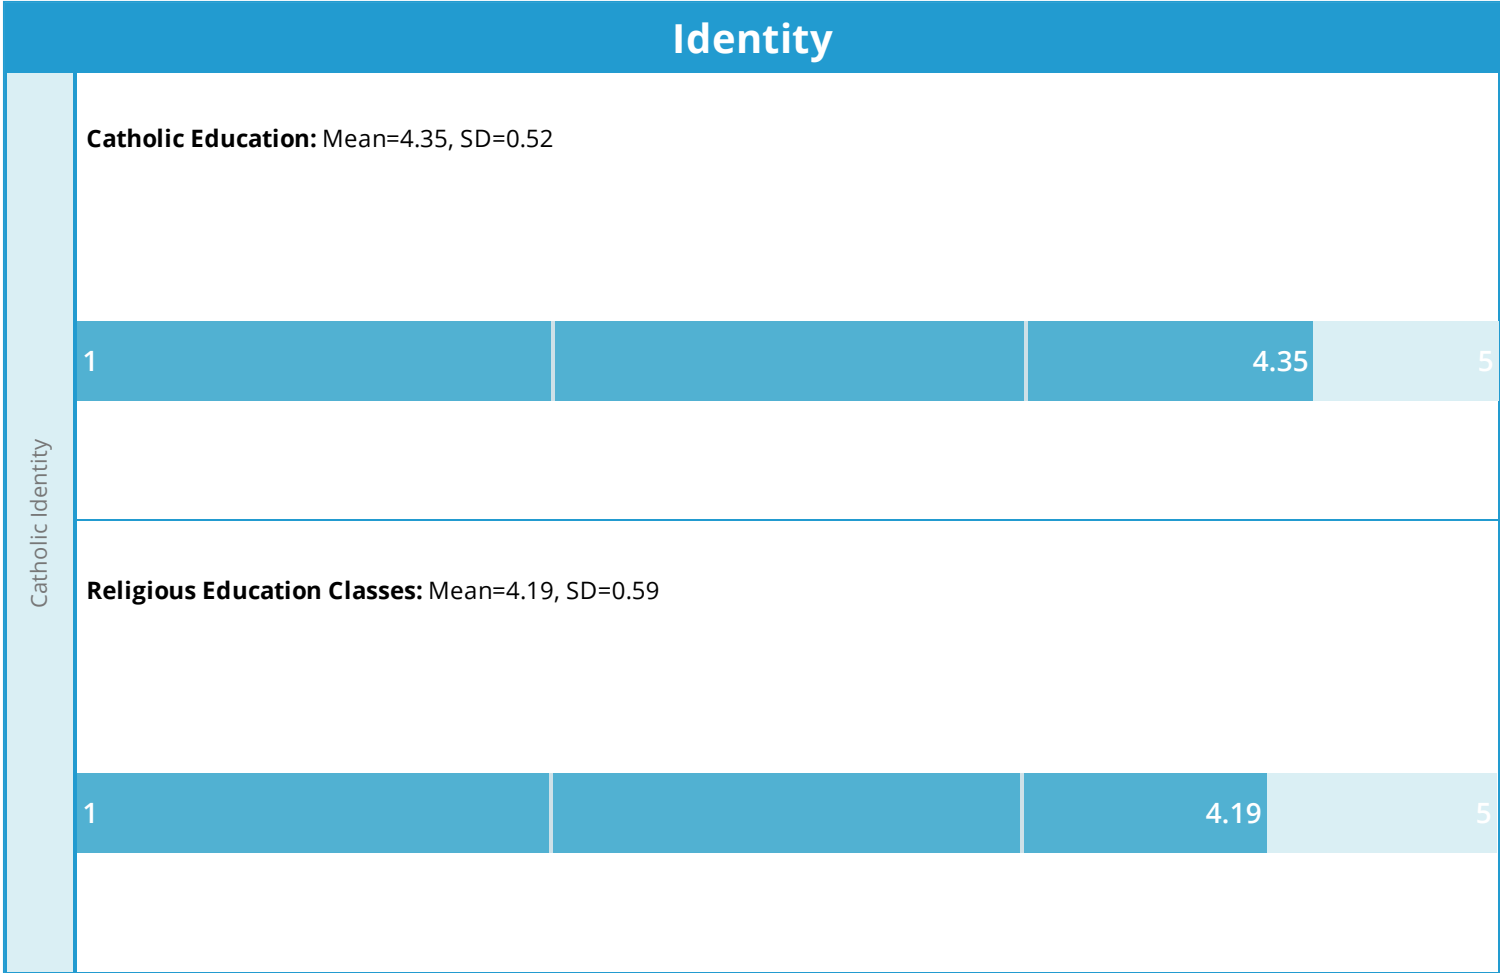 Identity
Catholic Identity
Catholic Education: Mean=4.35, SD=0.52
1 4.35 5
Religious Education Classes: Mean=4.19, SD=0.59
1 4.19 5